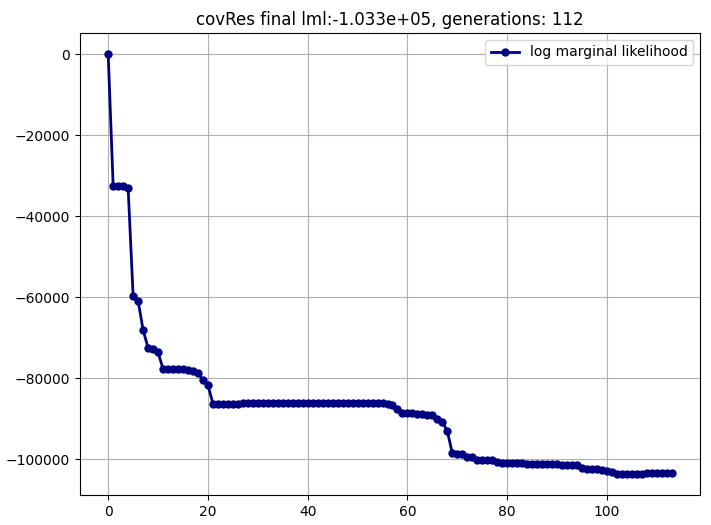 covRes final lml:-1.033e+05, generations: 112
log marginal likelihood
0
−20000
−40000
−60000
−80000
−100000
0 20 40 60 80 100